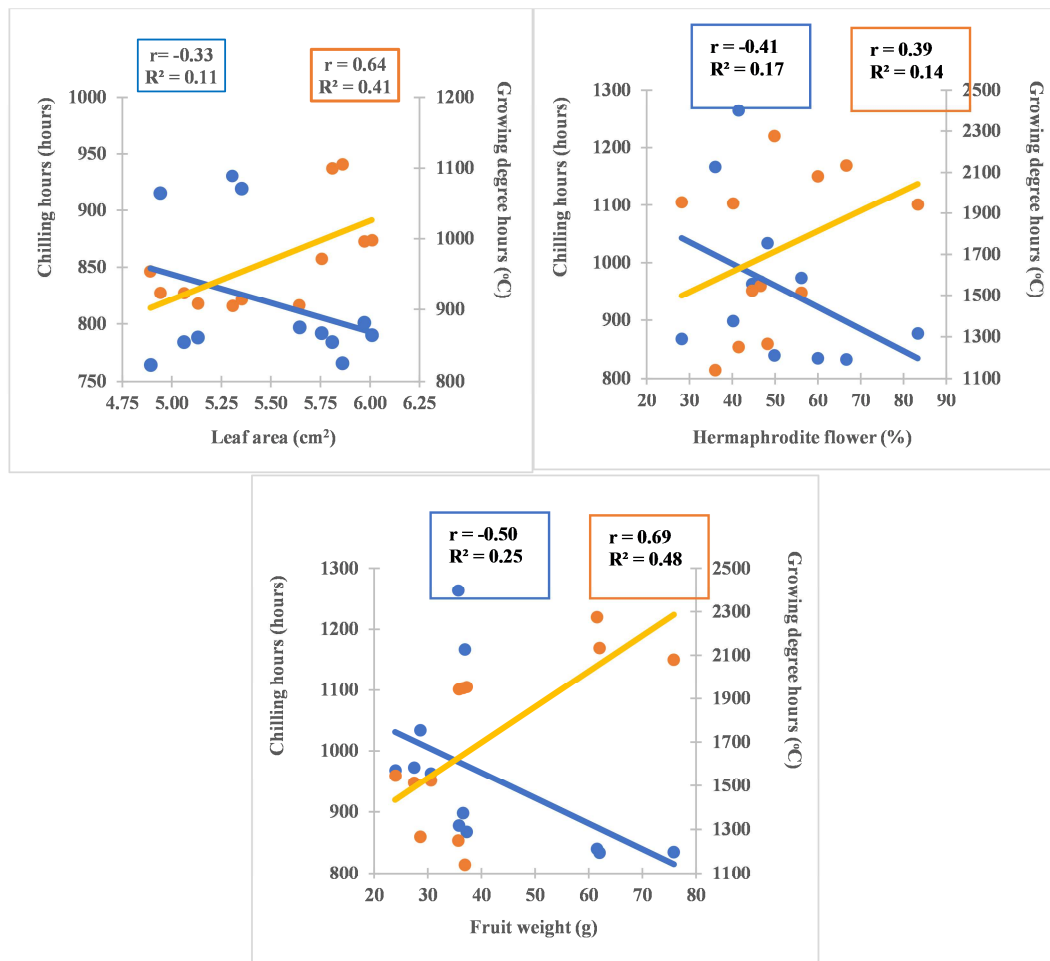 r= -0.33
R² = 0.11
r = 0.64
R² = 0.41
Chilling hours (hours)
1000
950
900
850
800
750
1200
1100
1000
900
800
Growing degree hours (ºC)
4.75 5.00 5.25 5.50 5.75 6.00 6.25
Leaf area (cm²)
r = -0.41
R² = 0.17
r = 0.39
R² = 0.14
Chilling hours (hours)
1300
1200
1100
1000
900
800
2500
2300
2100
1900
1700
1500
1300
1100
Growing degree hours (ºC)
20 30 40 50 60 70 80 90
Hermaphrodite flower (%)
r = -0.50
R² = 0.25
r = 0.69
R² = 0.48
Chilling hours (hours)
1300
1200
1100
1000
900
800
2500
2300
2100
1900
1700
1500
1300
1100
Growing degree hours (ºC)
20 30 40 50 60 70 80
Fruit weight (g)